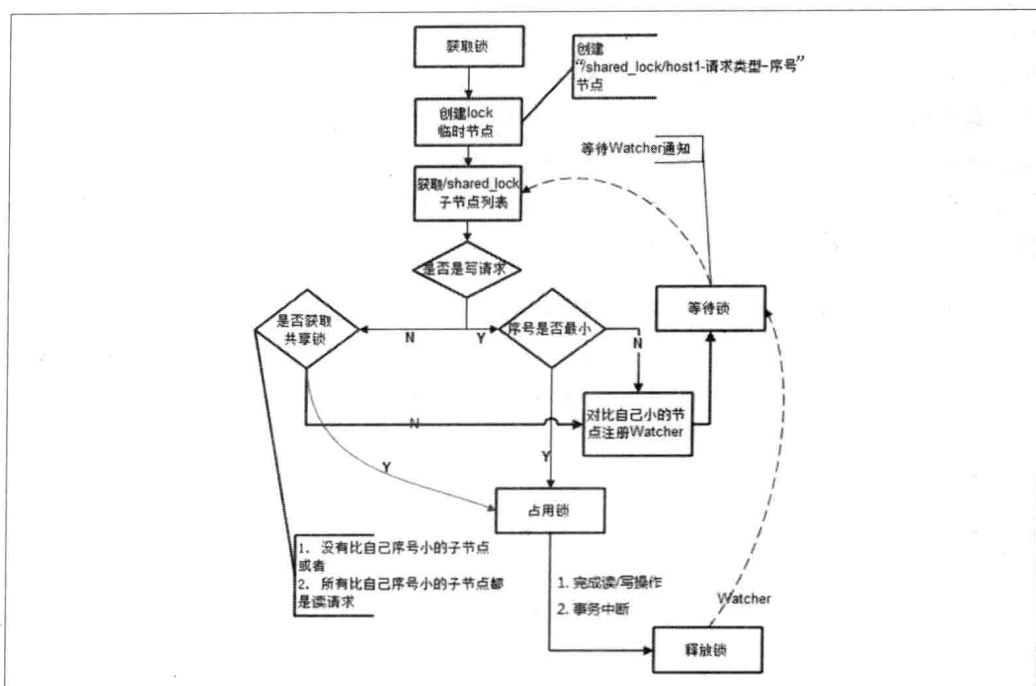 获取锁
创建
“/shared_lock/host1-请求类型-序号”
节点
创建lock
临时节点
等待Watcher通知
获取/shared_lock
子节点列表
是否是写请求
等待锁
是否获取
共享锁
序号是否最小
N
Y
N
对比自己小的节
点注册Watcher
N
Y
Y
占用锁
1. 没有比自己序号小的子节点
或者
2. 所有比自己序号小的子节点都
是读请求
1. 完成读/写操作
2. 事务中断
Watcher
释放锁